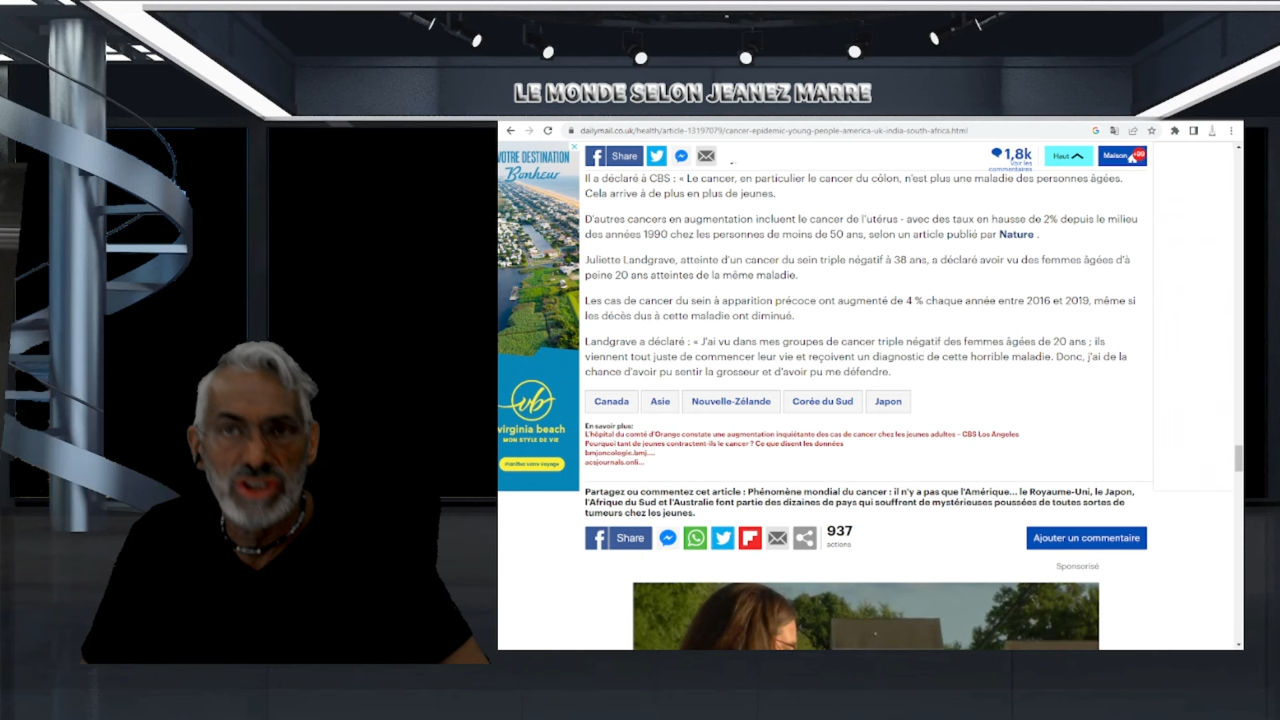 LE MONDE SELON JEANEZ MARRE
dailymail.co.uk/health/article-13197079/cancer-epidemic-young-people-america-uk-india-south-africa.html
VOTRE DESTINATION
Bonheur
Share
1,8k
Voir les
commentaires
Haut
Maison
+99
Il a déclaré à CBS : « Le cancer, en particulier le cancer du côlon, n'est plus une maladie des personnes âgées.
Cela arrive à de plus en plus de jeunes.
D'autres cancers en augmentation incluent le cancer de l'utérus - avec des taux en hausse de 2% depuis le milieu
des années 1990 chez les personnes de moins de 50 ans, selon un article publié par Nature .
Juliette Landgrave, atteinte d'un cancer du sein triple négatif à 38 ans, a déclaré avoir vu des femmes âgées d'à
peine 20 ans atteintes de la même maladie.
Les cas de cancer du sein à apparition précoce ont augmenté de 4 % chaque année entre 2016 et 2019, même si
les décès dus à cette maladie ont diminué.
Landgrave a déclaré : « J'ai vu dans mes groupes de cancer triple négatif des femmes âgées de 20 ans ; ils
viennent tout juste de commencer leur vie et reçoivent un diagnostic de cette horrible maladie. Donc, j'ai de la
chance d'avoir pu sentir la grosseur et d'avoir pu me défendre.
Canada
Asie
Nouvelle-Zélande
Corée du Sud
Japon
vb
virginia beach
MON STYLE DE VIE
Planifiez votre voyage
En savoir plus:
L'hôpital du comté d'Orange constate une augmentation inquiétante des cas de cancer chez les jeunes adultes – CBS Los Angeles
Pourquoi tant de jeunes contractent-ils le cancer ? Ce que disent les données
bmjoncologie.bmj....
acsjournals.onli...
Partagez ou commentez cet article : Phénomène mondial du cancer : il n'y a pas que l'Amérique... le Royaume-Uni, le Japon,
l'Afrique du Sud et l'Australie font partie des dizaines de pays qui souffrent de mystérieuses poussées de toutes sortes de
tumeurs chez les jeunes.
Share
937
actions
Ajouter un commentaire
Sponsorisé